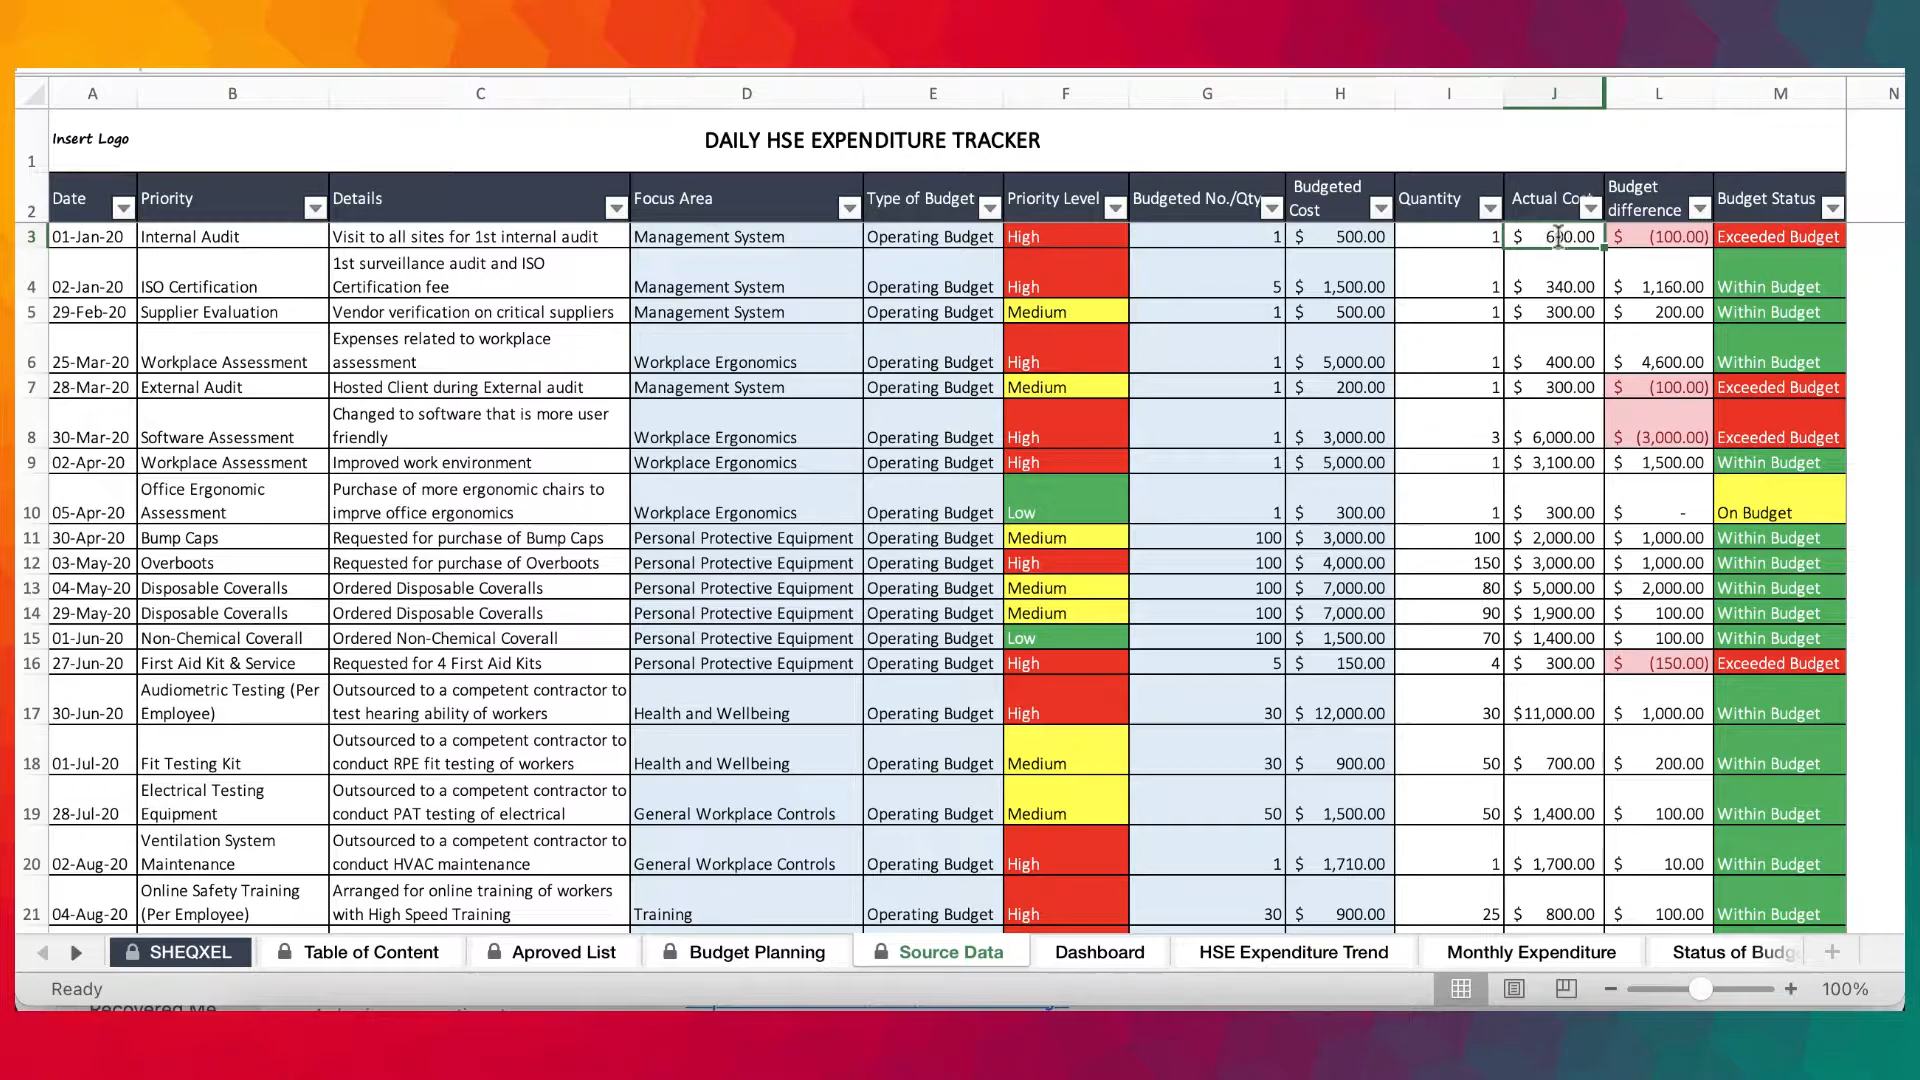 A B C D E F G H I J L M N
1 Insert Logo DAILY HSE EXPENDITURE TRACKER
2 Date Priority Details Focus Area Type of Budget Priority Level Budgeted No./Qty Budgeted Cost Quantity Actual Budget difference Budget Status
3 01-Jan-20 Internal Audit Visit to all sites for 1st internal audit Management System Operating Budget High 1 $ 500.00 1 $ 600.00 $ (100.00) Exceeded Budget
4 02-Jan-20 ISO Certification 1st surveillance audit and ISO Certification fee Management System Operating Budget High 5 $ 1,500.00 1 $ 340.00 $ 1,160.00 Within Budget
5 29-Feb-20 Supplier Evaluation Vendor verification on critical suppliers Management System Operating Budget Medium 1 $ 500.00 1 $ 300.00 $ 200.00 Within Budget
6 25-Mar-20 Workplace Assessment Expenses related to workplace assessment Workplace Ergonomics Operating Budget High 1 $ 5,000.00 1 $ 400.00 $ 4,600.00 Within Budget
7 28-Mar-20 External Audit Hosted Client during External audit Management System Operating Budget Medium 1 $ 200.00 1 $ 300.00 $ (100.00) Exceeded Budget
8 30-Mar-20 Software Assessment Changed to software that is more user friendly Workplace Ergonomics Operating Budget High 1 $ 3,000.00 3 $ 6,000.00 $ (3,000.00) Exceeded Budget
9 02-Apr-20 Workplace Assessment Improved work environment Workplace Ergonomics Operating Budget High 1 $ 5,000.00 1 $ 3,100.00 $ 1,500.00 Within Budget
10 05-Apr-20 Office Ergonomic Assessment Purchase of more ergonomic chairs to imprve office ergonomics Workplace Ergonomics Operating Budget Low 1 $ 300.00 1 $ 300.00 $ - On Budget
11 30-Apr-20 Bump Caps Requested for purchase of Bump Caps Personal Protective Equipment Operating Budget Medium 100 $ 3,000.00 100 $ 2,000.00 $ 1,000.00 Within Budget
12 03-May-20 Overboots Requested for purchase of Overboots Personal Protective Equipment Operating Budget High 100 $ 4,000.00 150 $ 3,000.00 $ 1,000.00 Within Budget
13 04-May-20 Disposable Coveralls Ordered Disposable Coveralls Personal Protective Equipment Operating Budget Medium 100 $ 7,000.00 80 $ 5,000.00 $ 2,000.00 Within Budget
14 29-May-20 Disposable Coveralls Ordered Disposable Coveralls Personal Protective Equipment Operating Budget Medium 100 $ 7,000.00 90 $ 1,900.00 $ 100.00 Within Budget
15 01-Jun-20 Non-Chemical Coverall Ordered Non-Chemical Coverall Personal Protective Equipment Operating Budget Low 100 $ 1,500.00 70 $ 1,400.00 $ 100.00 Within Budget
16 27-Jun-20 First Aid Kit & Service Requested for 4 First Aid Kits Personal Protective Equipment Operating Budget High 5 $ 150.00 4 $ 300.00 $ (150.00) Exceeded Budget
17 30-Jun-20 Audiometric Testing (Per Employee) Outsourced to a competent contractor to test hearing ability of workers Health and Wellbeing Operating Budget High 30 $ 12,000.00 30 $11,000.00 $ 1,000.00 Within Budget
18 01-Jul-20 Fit Testing Kit Outsourced to a competent contractor to conduct RPE fit testing of workers Health and Wellbeing Operating Budget Medium 30 $ 900.00 50 $ 700.00 $ 200.00 Within Budget
19 28-Jul-20 Electrical Testing Equipment Outsourced to a competent contractor to conduct PAT testing of electrical General Workplace Controls Operating Budget Medium 50 $ 1,500.00 50 $ 1,400.00 $ 100.00 Within Budget
20 02-Aug-20 Ventilation System Maintenance Outsourced to a competent contractor to conduct HVAC maintenance General Workplace Controls Operating Budget High 1 $ 1,710.00 1 $ 1,700.00 $ 10.00 Within Budget
21 04-Aug-20 Online Safety Training (Per Employee) Arranged for online training of workers with High Speed Training Training Operating Budget High 30 $ 900.00 25 $ 800.00 $ 100.00 Within Budget
SHEQXEL Table of Content Aproved List Budget Planning Source Data Dashboard HSE Expenditure Trend Monthly Expenditure Status of Budg
Ready 100%